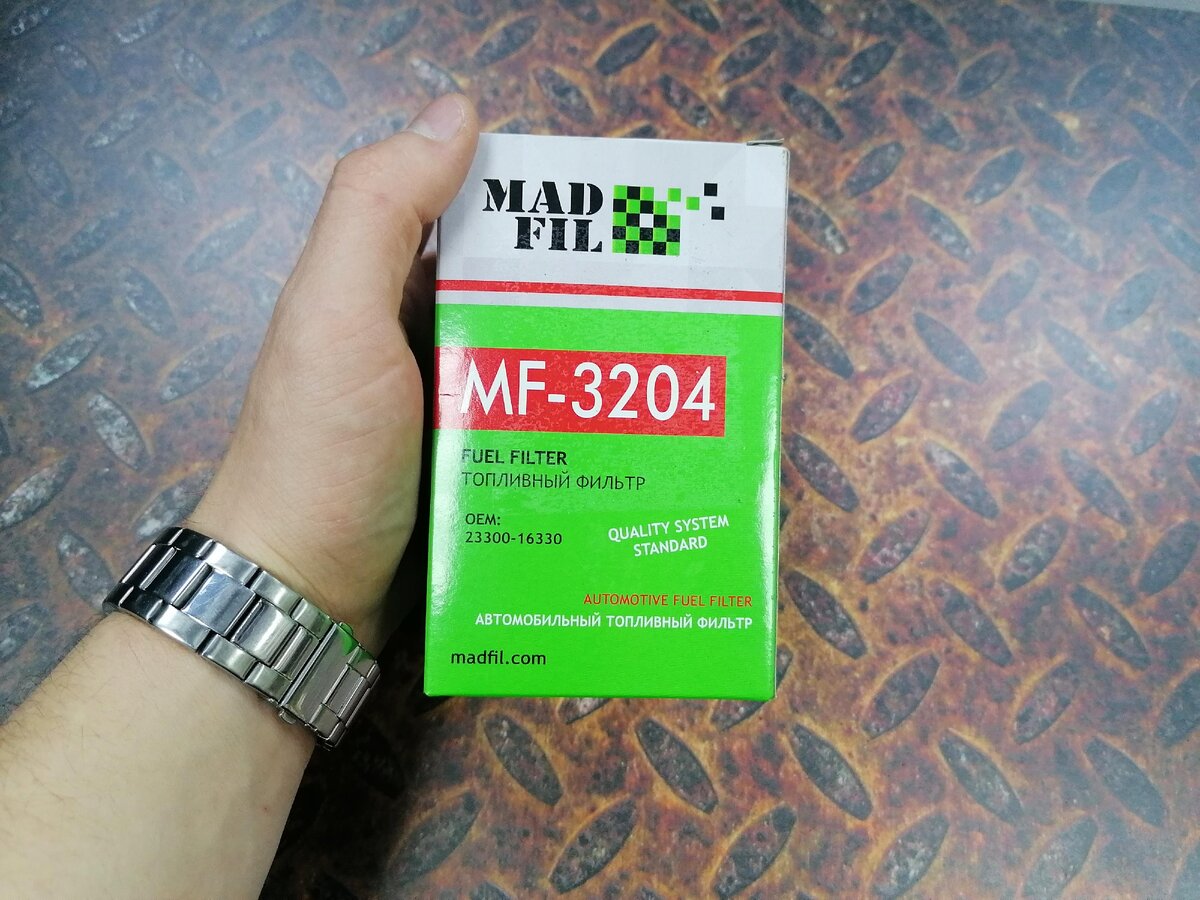 MAD
FIL
MF-3204
FUEL FILTER
ТОПЛИВНЫЙ ФИЛЬТР
OEM:
23300-16330
QUALITY SYSTEM
STANDARD
AUTOMOTIVE FUEL FILTER
АВТОМОБИЛЬНЫЙ ТОПЛИВНЫЙ ФИЛЬТР
madfil.com